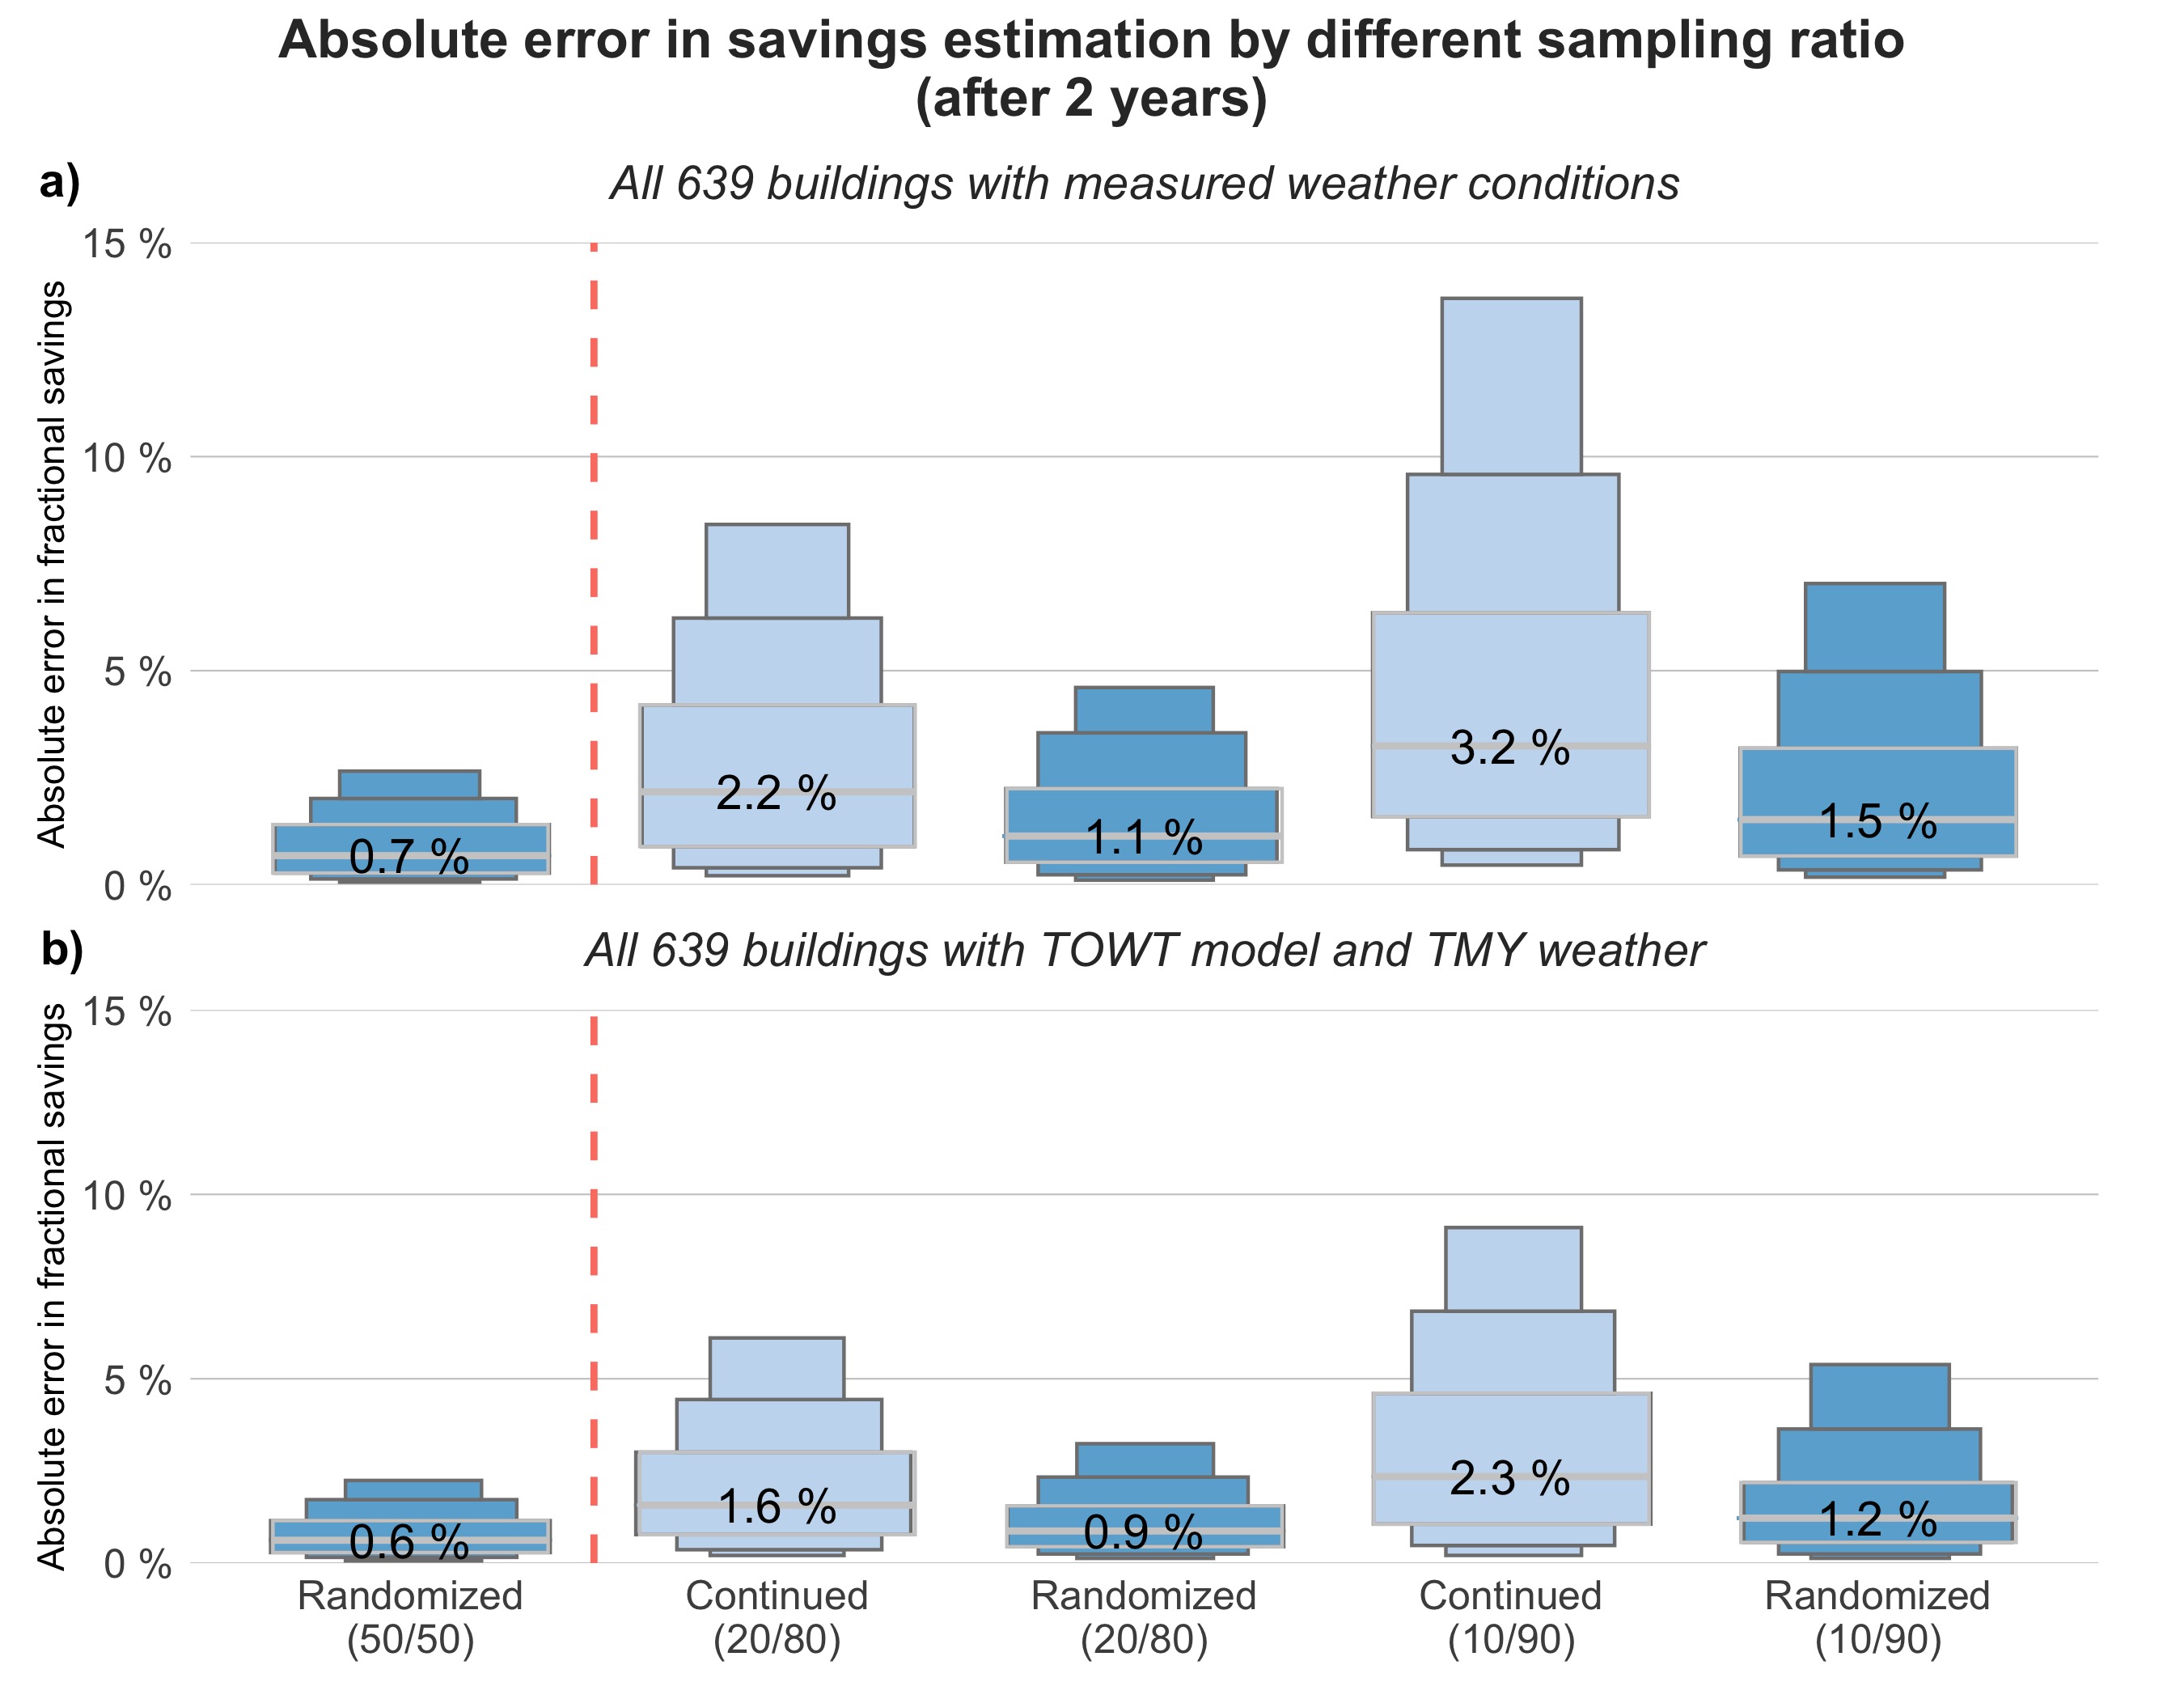 Absolute error in savings estimation by different sampling ratio
(after 2 years)
a)
All 639 buildings with measured weather conditions
Absolute error in fractional savings
15 %
10 %
5 %
0 %
0.7 %
2.2 %
1.1 %
3.2 %
1.5 %
b)
All 639 buildings with TOWT model and TMY weather
Absolute error in fractional savings
15 %
10 %
5 %
0 %
0.6 %
1.6 %
0.9 %
2.3 %
1.2 %
Randomized
(50/50)
Continued
(20/80)
Randomized
(20/80)
Continued
(10/90)
Randomized
(10/90)